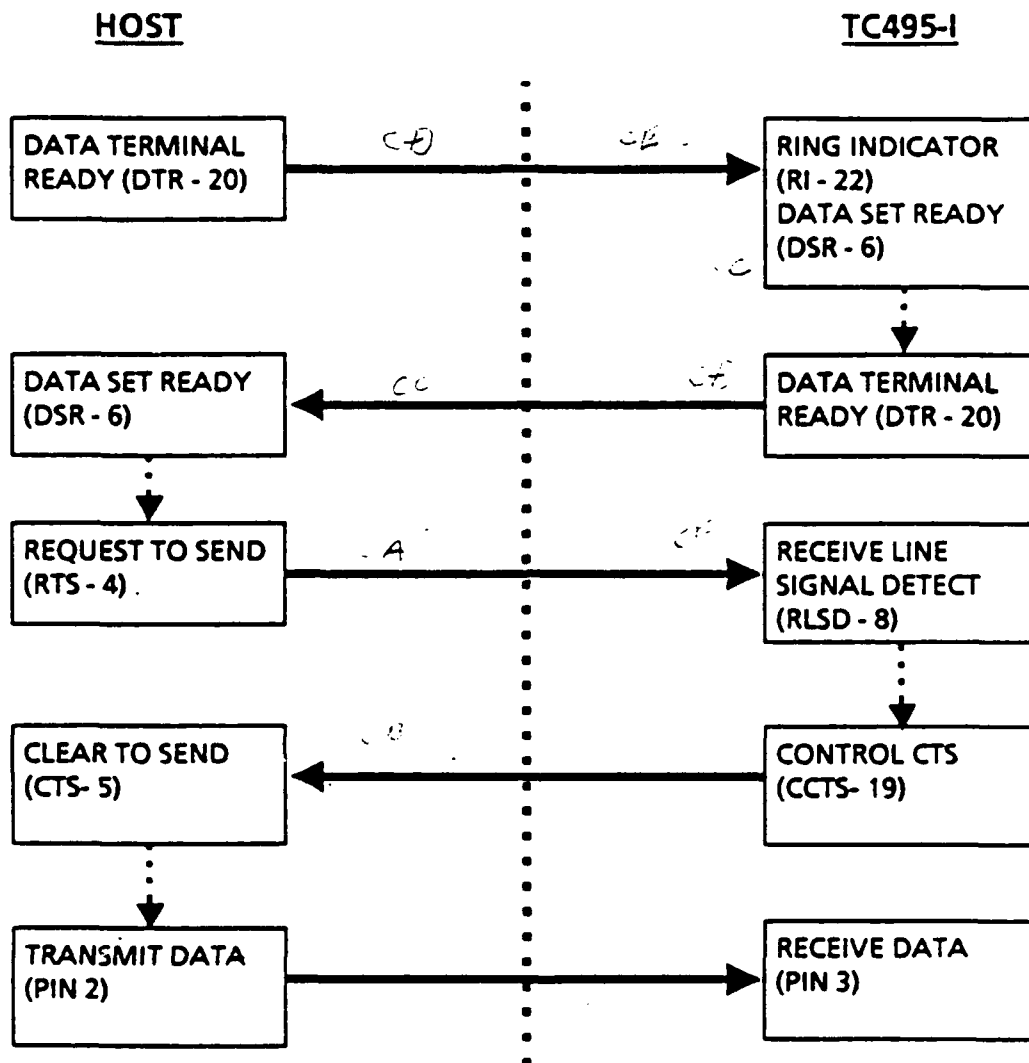 HOST
TC495-I
DATA TERMINAL
READY (DTR - 20)
RING INDICATOR
(RI - 22)
DATA SET READY
(DSR - 6)
DATA SET READY
(DSR - 6)
CC
DATA TERMINAL
READY (DTR - 20)
REQUEST TO SEND
(RTS - 4)
A
RECEIVE LINE
SIGNAL DETECT
(RLSD - 8)
CLEAR TO SEND
(CTS- 5)
CONTROL CTS
(CCTS- 19)
TRANSMIT DATA
(PIN 2)
RECEIVE DATA
(PIN 3)